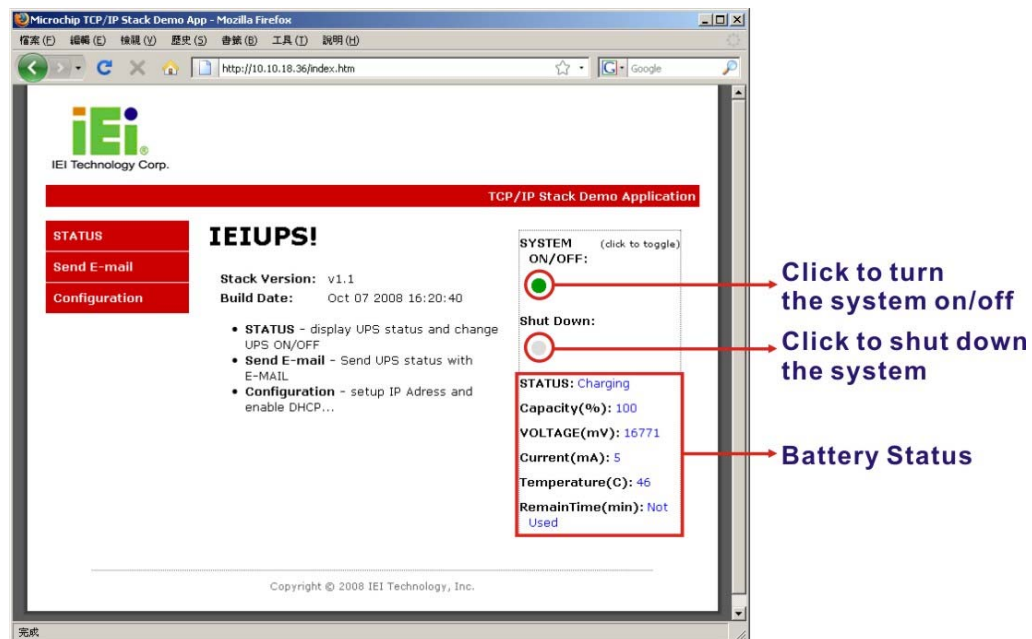 Microchip TCP/IP Stack Demo App - Mozilla Firefox
檔案(F) 編輯(E) 檢視(V) 歷史(S) 書籤(B) 工具(T) 說明(H)
http://10.10.18.36/index.htm
G Google
iEi
IEI Technology Corp.
TCP/IP Stack Demo Application
STATUS
Send E-mail
Configuration
IEIUPS!
Stack Version: v1.1
Build Date: Oct 07 2008 16:20:40
• STATUS - display UPS status and change
UPS ON/OFF
• Send E-mail - Send UPS status with
E-MAIL
• Configuration - setup IP Adress and
enable DHCP...
SYSTEM (click to toggle)
ON/OFF:
Shut Down:
STATUS: Charging
Capacity(%): 100
VOLTAGE(mV): 16771
Current(mA): 5
Temperature(C): 46
RemainTime(min): Not
Used
Click to turn
the system on/off
Click to shut down
the system
Battery Status
Copyright © 2008 IEI Technology, Inc.
完成